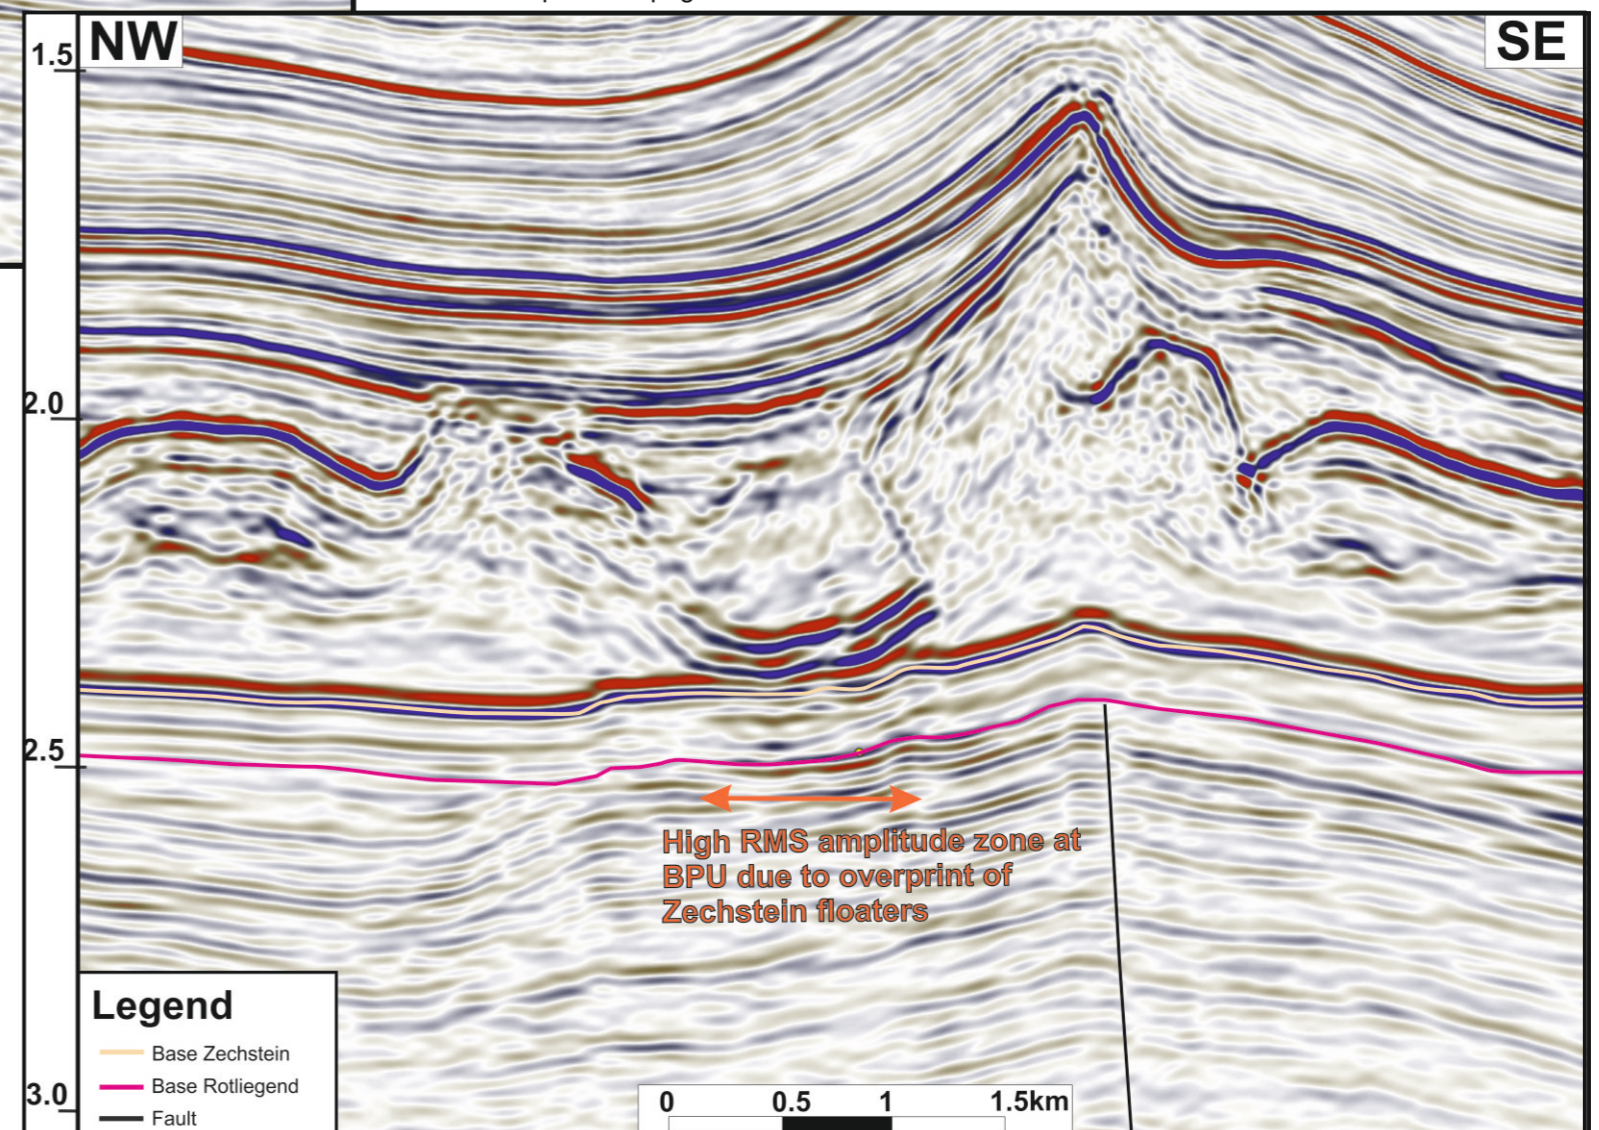 NW
SE
1.5
2.0
2.5
3.0
High RMS amplitude zone at
BPU due to overprint of
Zechstein floaters
Legend
Base Zechstein
Base Rotliegend
Fault
0 0.5 1 1.5km